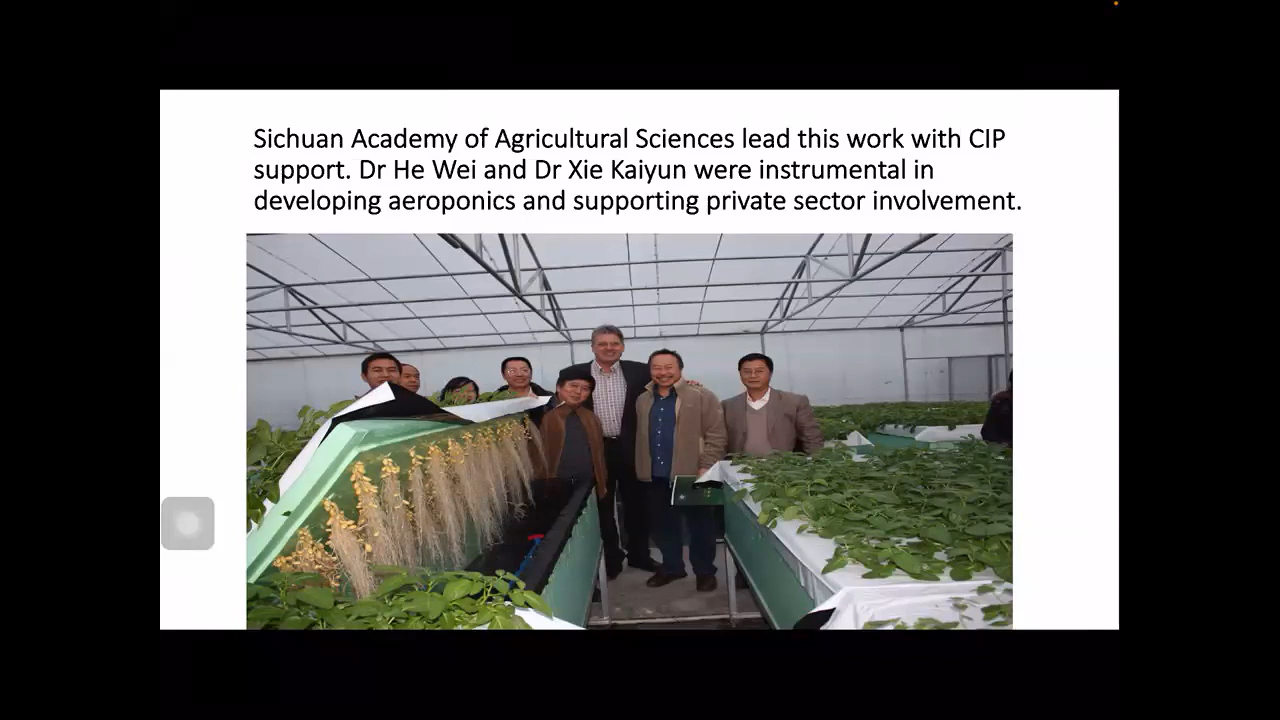 Sichuan Academy of Agricultural Sciences lead this work with CIP
support. Dr He Wei and Dr Xie Kaiyun were instrumental in
developing aeroponics and supporting private sector involvement.